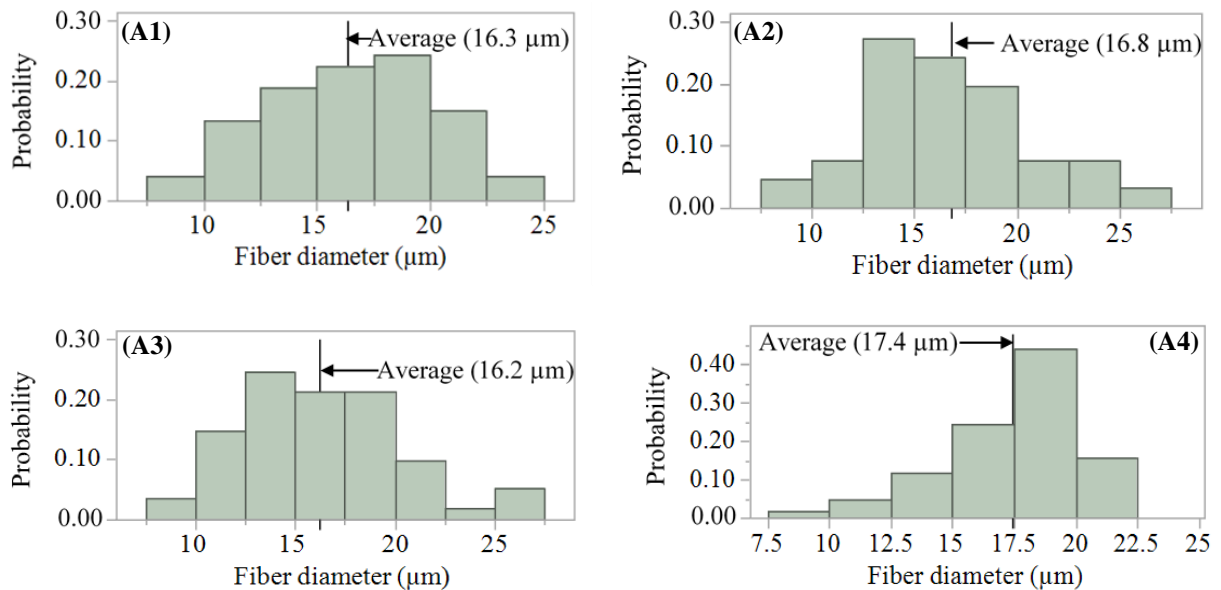 (A1)
Average (16.3 µm)
Probability
0.30
0.20
0.10
0.00
10 15 20 25
Fiber diameter (µm)
(A2)
Average (16.8 µm)
Probability
0.30
0.20
0.10
0.00
10 15 20 25
Fiber diameter (µm)
(A3)
Average (16.2 µm)
Probability
0.30
0.20
0.10
0.00
10 15 20 25
Fiber diameter (µm)
Average (17.4 µm)
(A4)
Probability
0.40
0.30
0.20
0.10
0.00
7.5 10 12.5 15 17.5 20 22.5 25
Fiber diameter (µm)